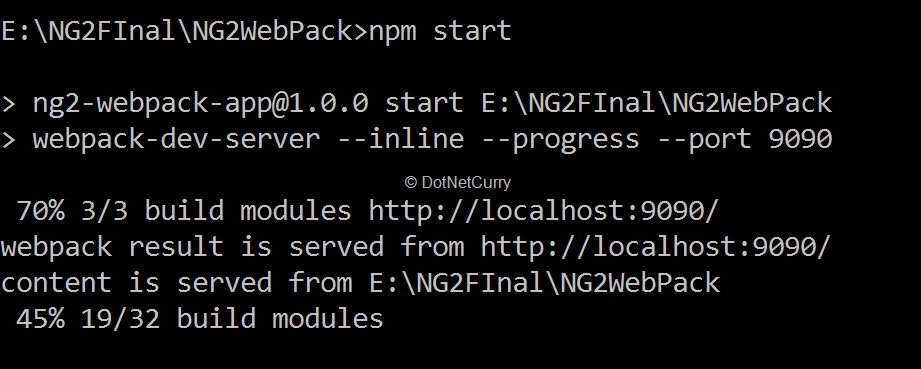 E:\NG2FInal\NG2WebPack>npm start
> ng2-webpack-app@1.0.0 start E:\NG2FInal\NG2WebPack
> webpack-dev-server --inline --progress --port 9090
© DotNetCurry
70% 3/3 build modules http://localhost:9090/
webpack result is served from http://localhost:9090/
content is served from E:\NG2FInal\NG2WebPack
45% 19/32 build modules